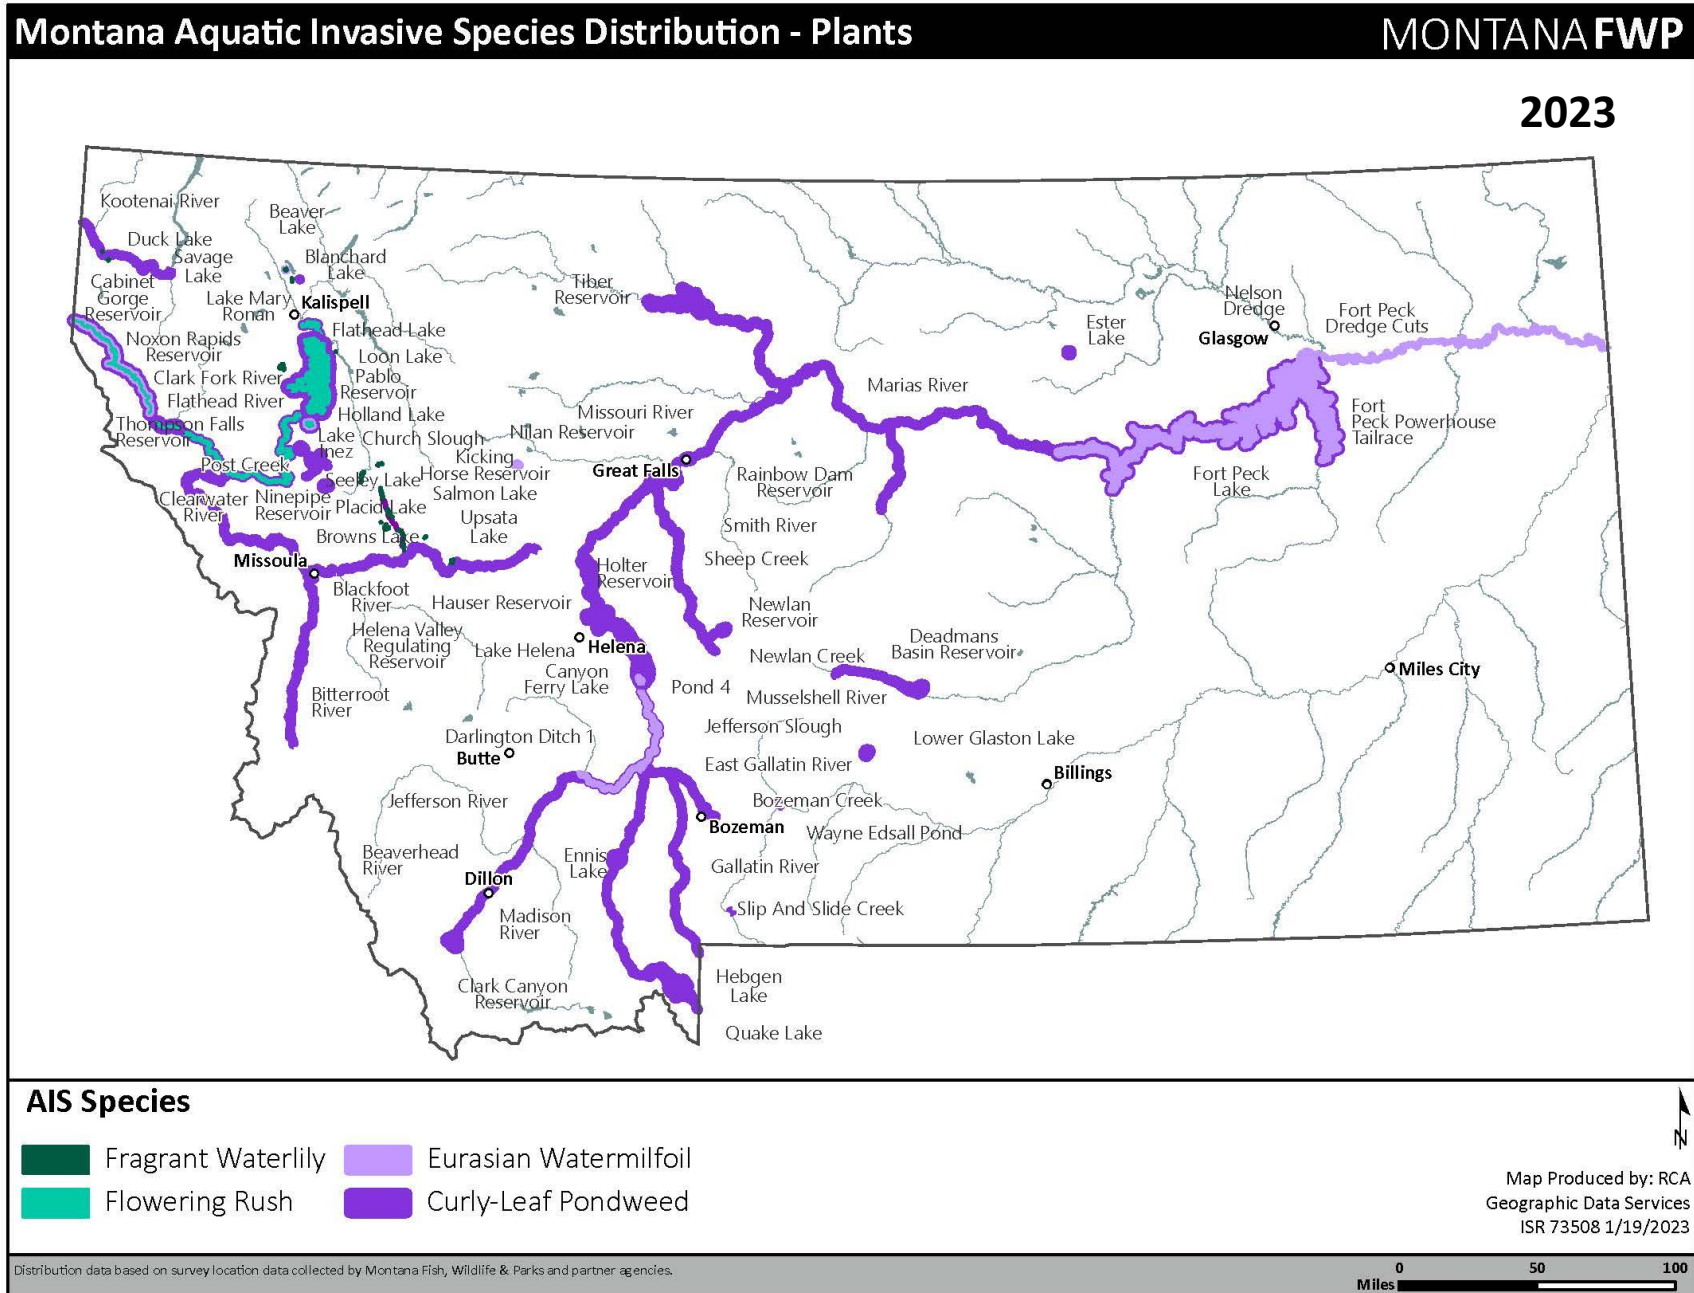 Montana Aquatic Invasive Species Distribution - Plants
MONTANAFWP
2023
Kootenai River
Beaver
Lake
Duck Lake
Savage
Lake
Blanchard
Lake
Cabinet
Gorge
Reservoir
Lake Mary
Ronan
Kalispell
Tiber
Reservoir
Nelson
Dredge
Glasgow
Fort Peck
Dredge Cuts
Ester
Lake
Noxon Rapids
Reservoir
Flathead Lake
Loon Lake
Clark Fork River
Pablo
Reservoir
Flathead River
Holland Lake
Marias River
Missouri River
Thompson Falls
Reservoir
Lake
Inez
Church Slough
Nilan Reservoir
Fort
Peck Powerhouse
Tailrace
Kicking
Horse Reservoir
Post Creek
Great Falls
Rainbow Dam
Reservoir
Fort Peck
Lake
Seeley Lake
Salmon Lake
Clearwater
River
Ninepipe
Reservoir
Placid Lake
Upsata
Lake
Smith River
Browns Lake
Missoula
Holter
Reservoir
Sheep Creek
Blackfoot
River
Hauser Reservoir
Newlan
Reservoir
Helena Valley
Regulating
Reservoir
Lake Helena
Helena
Deadmans
Basin Reservoir
Newlan Creek
Miles City
Canyon
Ferry Lake
Pond 4
Musselshell River
Bitterroot
River
Jefferson Slough
Darlington Ditch 1
Lower Glaston Lake
Butte
East Gallatin River
Billings
Jefferson River
Bozeman Creek
Bozeman
Wayne Edsall Pond
Beaverhead
River
Ennis
Lake
Gallatin River
Dillon
Slip And Slide Creek
Madison
River
Clark Canyon
Reservoir
Hebgen
Lake
Quake Lake
AIS Species
Fragrant Waterlily
Eurasian Watermilfoil
Flowering Rush
Curly-Leaf Pondweed
N
Map Produced by: RCA
Geographic Data Services
ISR 73508 1/19/2023
Distribution data based on survey location data collected by Montana Fish, Wildlife & Parks and partner agencies.
0 50 100
Miles